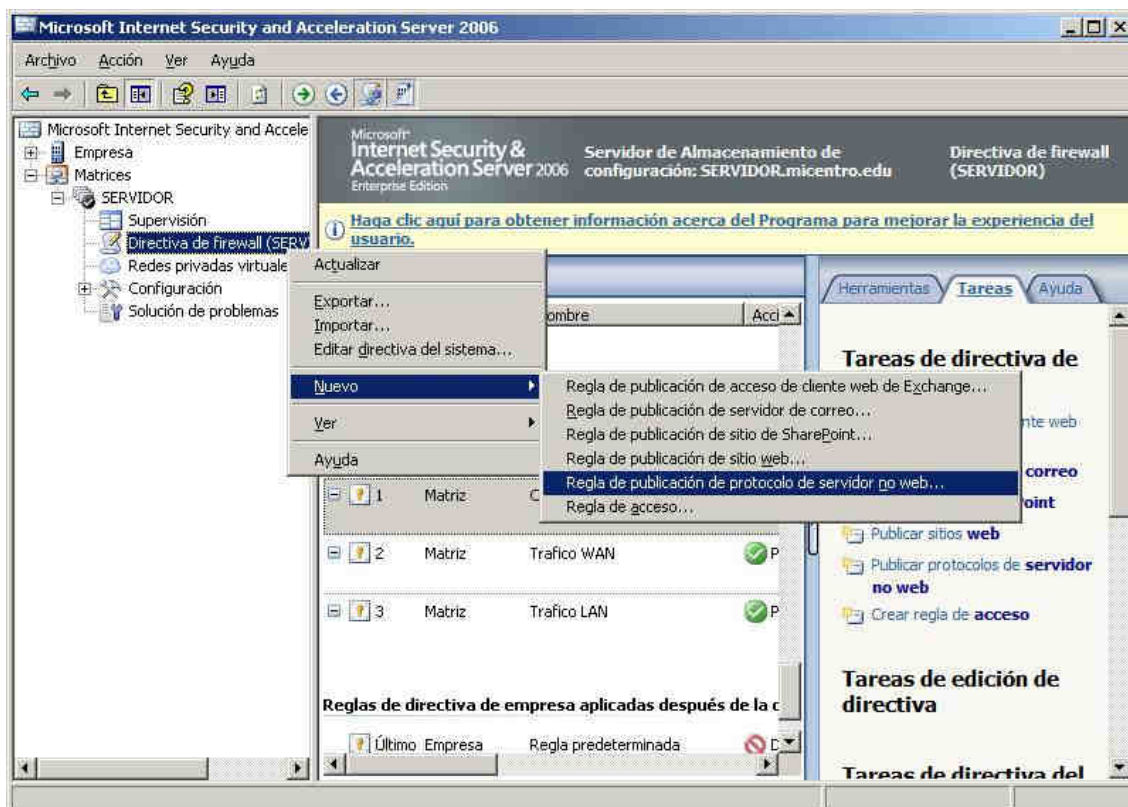 Microsoft Internet Security and Acceleration Server 2006
Archivo Acción Ver Ayuda
Microsoft Internet Security and Accele
Empresa
Matrices
SERVIDOR
Supervisión
Directiva de firewall (SERV
Redes privadas virtuale
Configuración
Solución de problemas
Microsoft
Internet Security &
Acceleration Server 2006
Enterprise Edition
Servidor de Almacenamiento de
configuración: SERVIDOR.micentro.edu
Directiva de firewall
(SERVIDOR)
Haga clic aquí para obtener información acerca del Programa para mejorar la experiencia del
usuario.
Actualizar
Exportar...
Importar...
Editar directiva del sistema...
Nuevo
Ver
Ayuda
Regla de publicación de acceso de cliente web de Exchange...
Regla de publicación de servidor de correo...
Regla de publicación de sitio de SharePoint...
Regla de publicación de sitio web...
Regla de publicación de protocolo de servidor no web...
Regla de acceso...
ombre Acci
1 Matriz C
2 Matriz Trafico WAN P
3 Matriz Trafico LAN P
Reglas de directiva de empresa aplicadas después de la c
Último Empresa Regla predeterminada D
Herramientas Tareas Ayuda
Tareas de directiva de
nte web
correo
oint
Publicar sitios web
Publicar protocolos de servidor
no web
Crear regla de acceso
Tareas de edición de
directiva
Tareas de directiva del